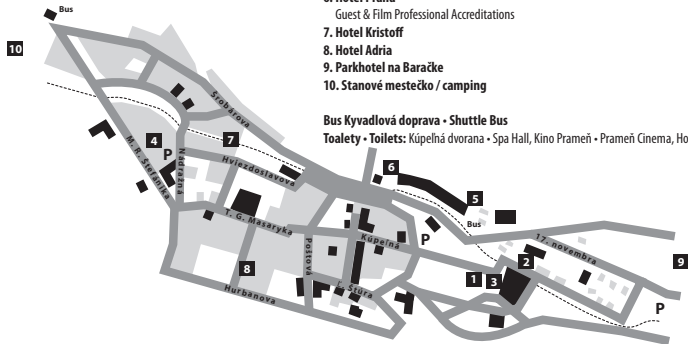 Guest & Film Professional Accreditations
7. Hotel Kristoff
8. Hotel Adria
9. Parkhotel na Baračke
10. Stanové mestečko / camping
Bus Kyvadlová doprava • Shuttle Bus
Toalety • Toilets: Kúpeľná dvorana • Spa Hall, Kino Prameň • Prameň Cinema, Ho
Bus
10
Šrobárova
4
P
7
M. R. Štefánika
Nádražná
Hviezdoslavova
6
5
Bus
T. G. Masaryka
Kúpeľná
P
17. novembra
2
9
8
Poštová
1
3
Ľ. Štúra
Hurbanova
P